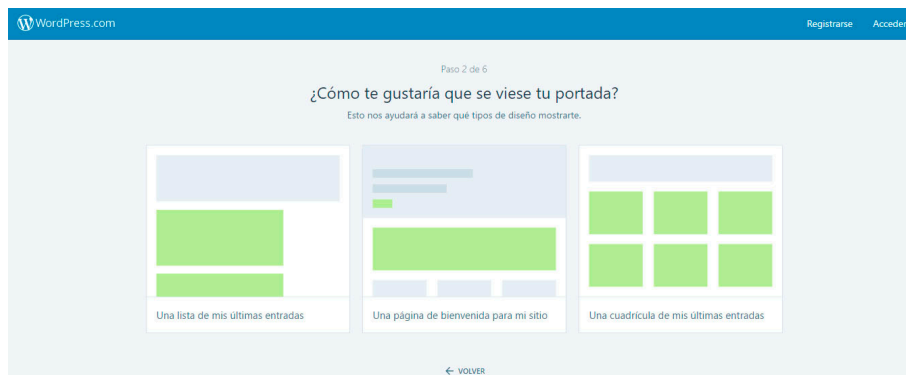 WordPress.com
Registrarse
Acceder
Paso 2 de 6
¿Cómo te gustaría que se viese tu portada?
Esto nos ayudará a saber qué tipos de diseño mostrarte.
Una lista de mis últimas entradas
Una página de bienvenida para mi sitio
Una cuadrícula de mis últimas entradas
← VOLVER